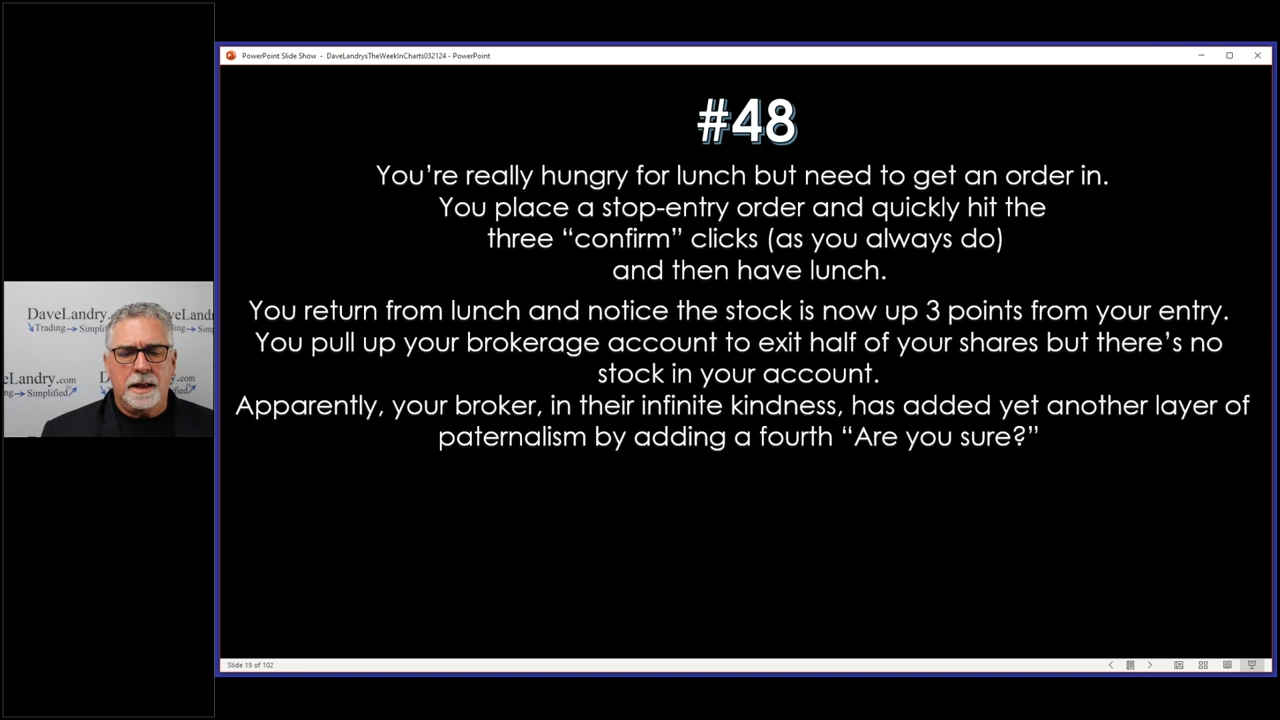 PowerPoint Slide Show - DaveLandrysTheWeekInCharts032124 - PowerPoint
#48
You’re really hungry for lunch but need to get an order in.
You place a stop-entry order and quickly hit the
three “confirm” clicks (as you always do)
and then have lunch.
You return from lunch and notice the stock is now up 3 points from your entry.
You pull up your brokerage account to exit half of your shares but there’s no
stock in your account.
Apparently, your broker, in their infinite kindness, has added yet another layer of
paternalism by adding a fourth “Are you sure?”
DaveLandry.com
Trading Simplified
eLandry.com
Simplified
Slide 19 of 102